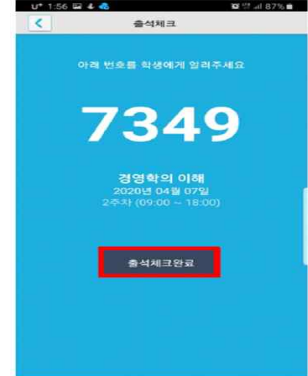 U+ 1:56 87%
출석체크
아래 번호를 학생에게 알려주세요
7349
경영학의 이해
2020년 04월 07일
2주차 (09:00 ~ 18:00)
출석체크완료